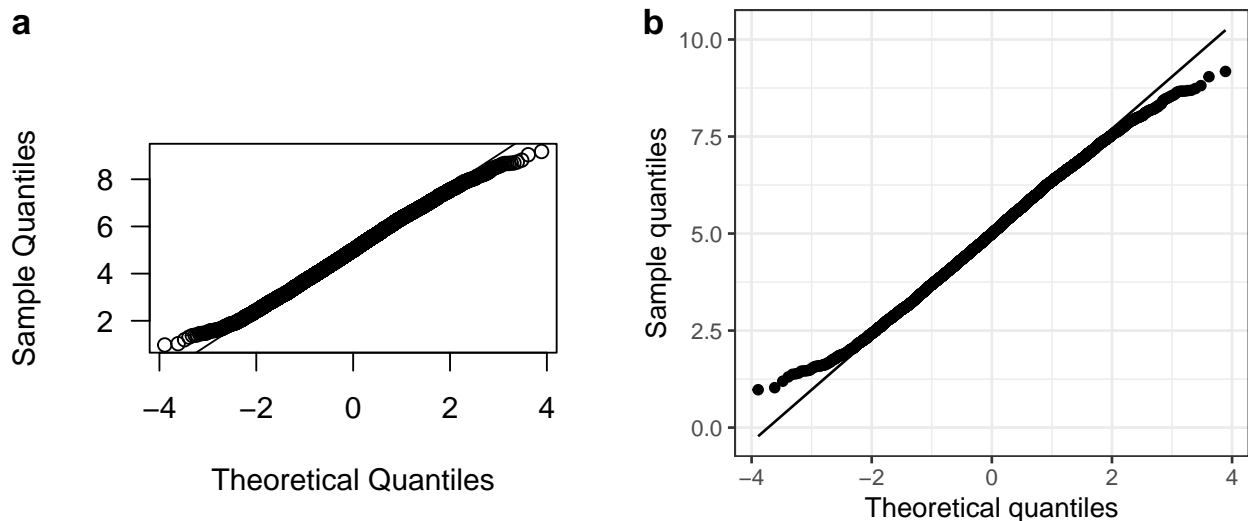 a
Sample Quantiles
8
6
4
2
−4 −2 0 2 4
Theoretical Quantiles
b
Sample quantiles
10.0
7.5
5.0
2.5
0.0
−4 −2 0 2 4
Theoretical quantiles